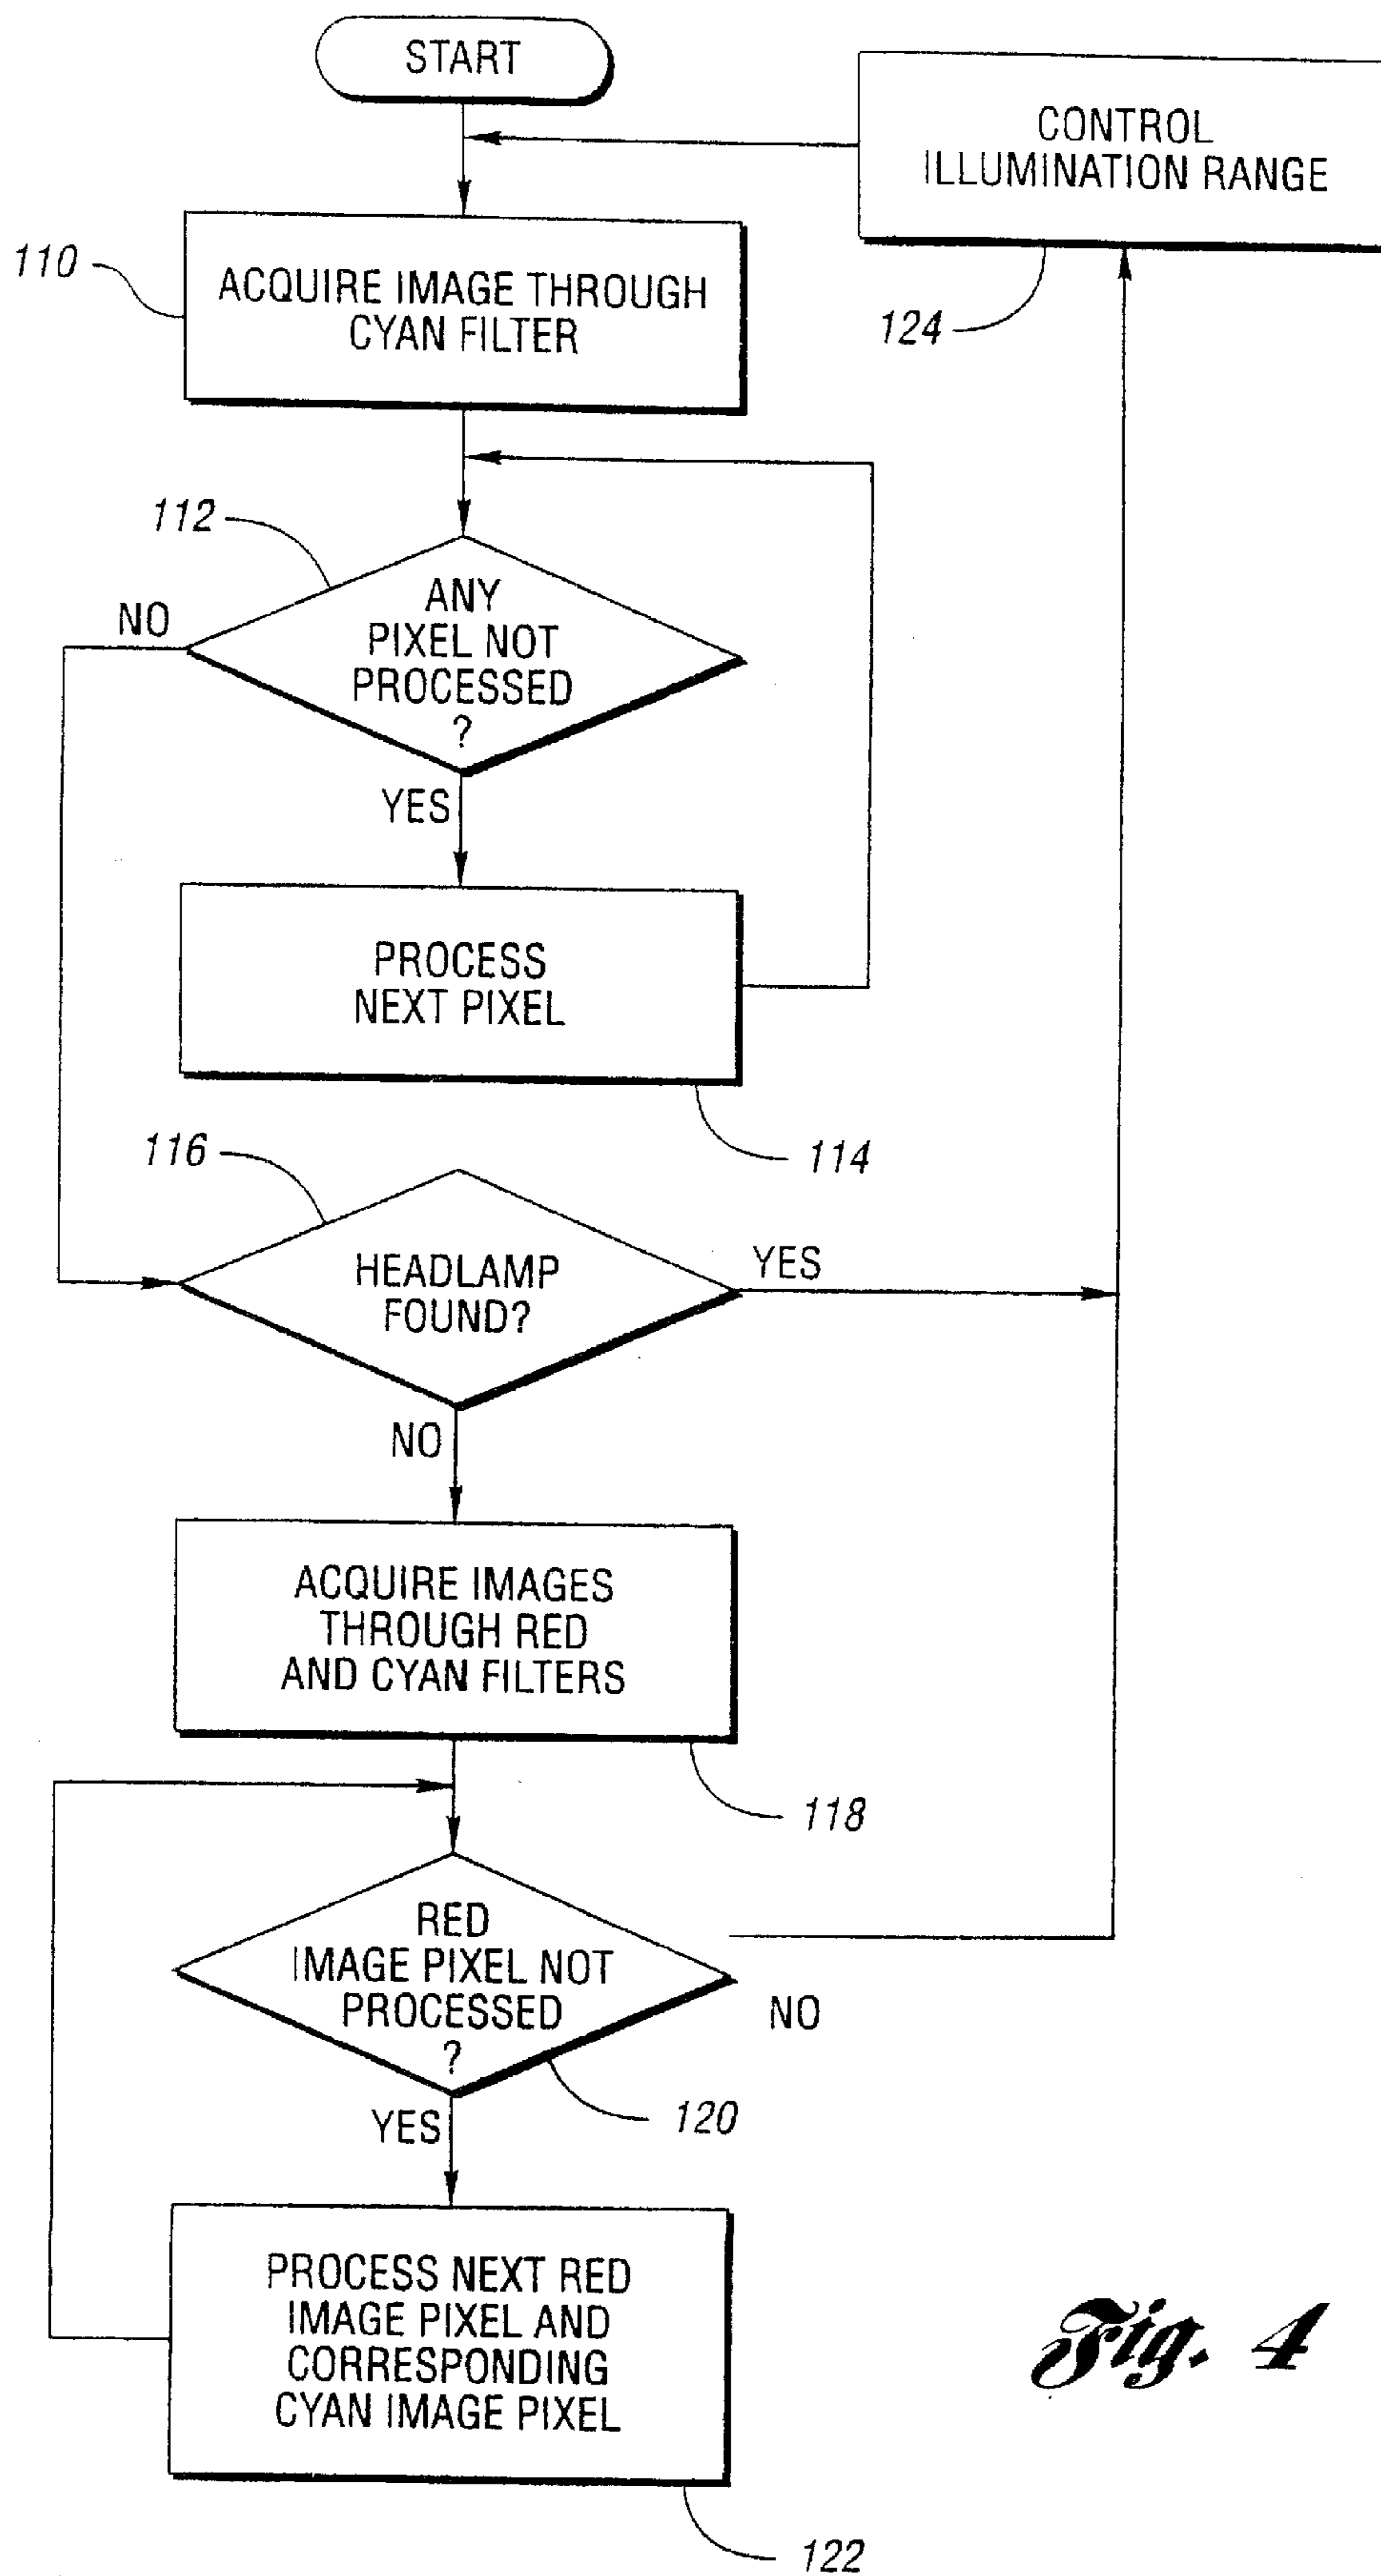 START
CONTROL
ILLUMINATION RANGE
124
110
ACQUIRE IMAGE THROUGH
CYAN FILTER
112
ANY
PIXEL NOT
PROCESSED
?
NO
YES
PROCESS
NEXT PIXEL
114
116
HEADLAMP
FOUND?
YES
NO
ACQUIRE IMAGES
THROUGH RED
AND CYAN FILTERS
118
RED
IMAGE PIXEL NOT
PROCESSED
?
NO
120
YES
PROCESS NEXT RED
IMAGE PIXEL AND
CORRESPONDING
CYAN IMAGE PIXEL
122
Fig. 4